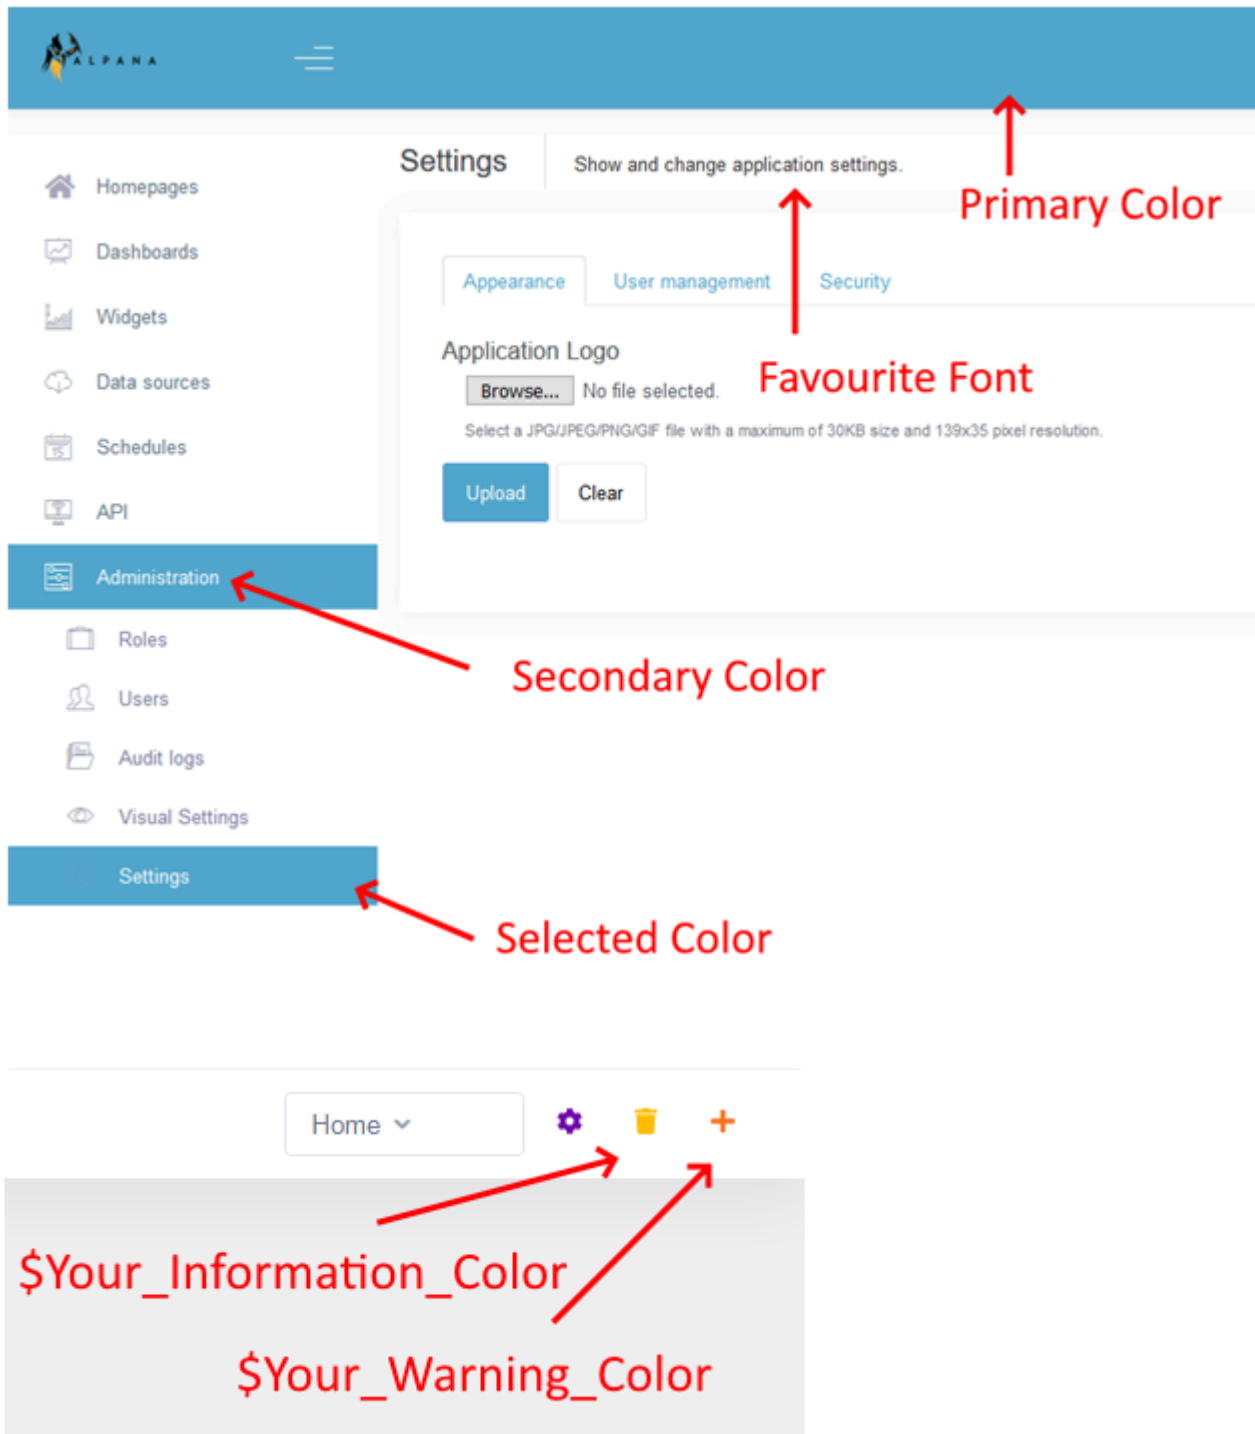 ALPANA
Settings
Show and change application settings.
Primary Color
Homepages
Dashboards
Widgets
Data sources
Schedules
API
Administration
Roles
Users
Audit logs
Visual Settings
Settings
Appearance User management Security
Application Logo
Browse... No file selected.
Favourite Font
Select a JPG/JPEG/PNG/GIF file with a maximum of 30KB size and 139x35 pixel resolution.
Upload Clear
Secondary Color
Selected Color
Home
$Your_Information_Color
$Your_Warning_Color